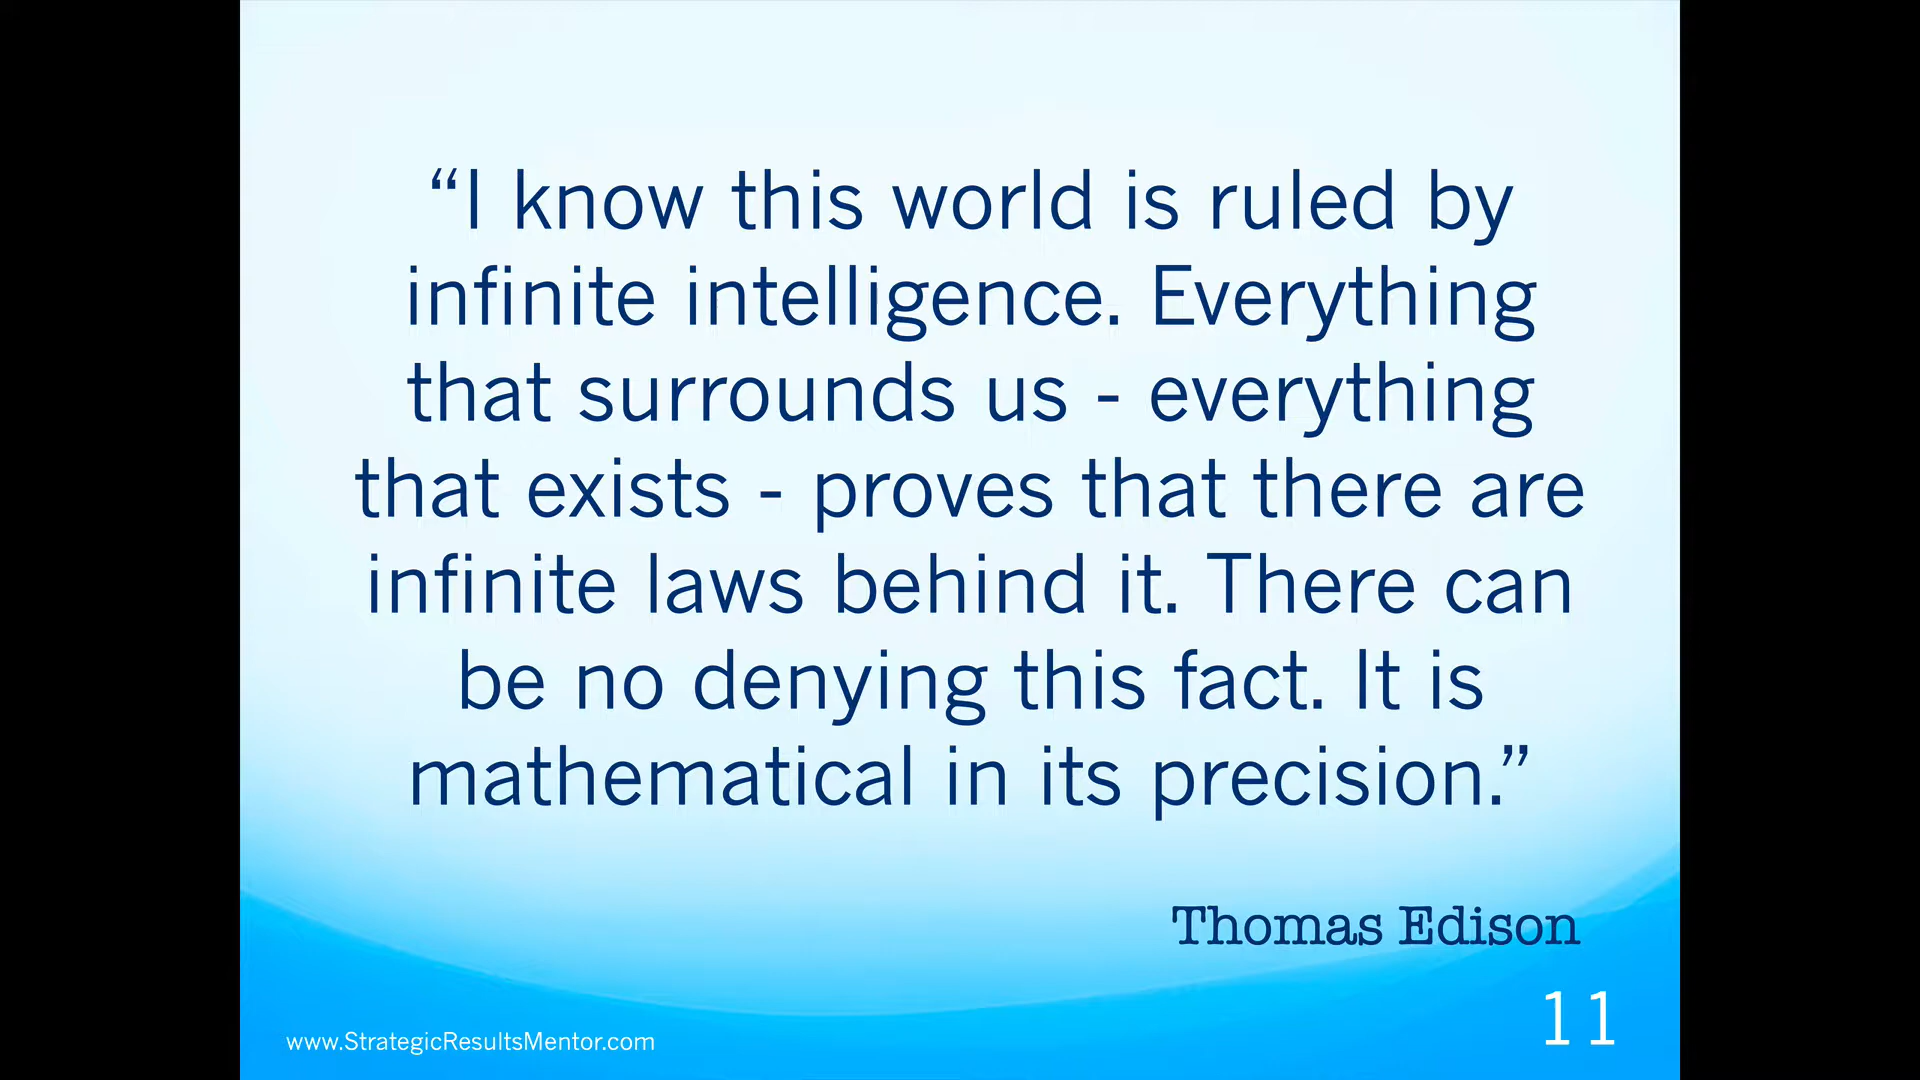 “I know this world is ruled by
infinite intelligence. Everything
that surrounds us - everything
that exists - proves that there are
infinite laws behind it. There can
be no denying this fact. It is
mathematical in its precision.”
Thomas Edison
www.StrategicResultsMentor.com
11